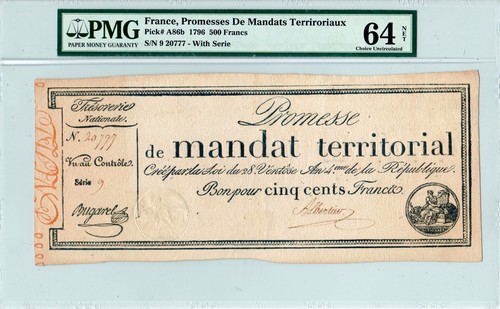 PMG
PAPER MONEY GUARANTY
France, Promesses De Mandats Terriroriaux
Pick# A86b 1796 500 Francs
S/N 9 20777 - With Serie
64 NET
Choice Uncirculated
Trésorerie
Nationale.
N. 20777
Vu au Contrôle.
Série 9
Bugarel
Promesse
de mandat territorial
Créé par la Loi du 28 Ventôse An 4.me de la République.
Bon pour cinq cents Francs